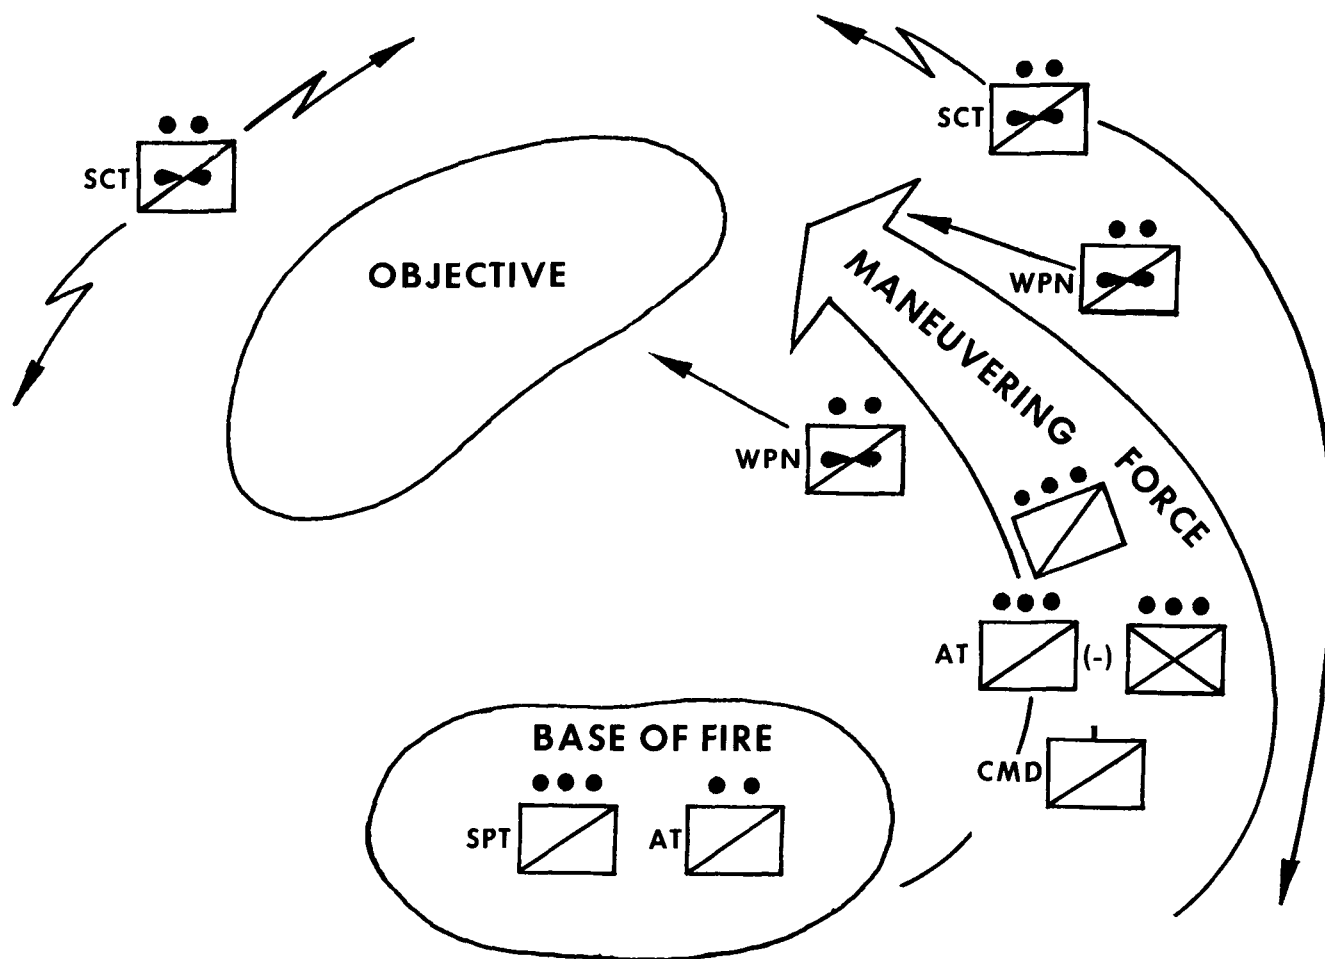 SCT
SCT
OBJECTIVE
WPN
MANEUVERING FORCE
WPN
AT
(-)
BASE OF FIRE
CMD
SPT
AT